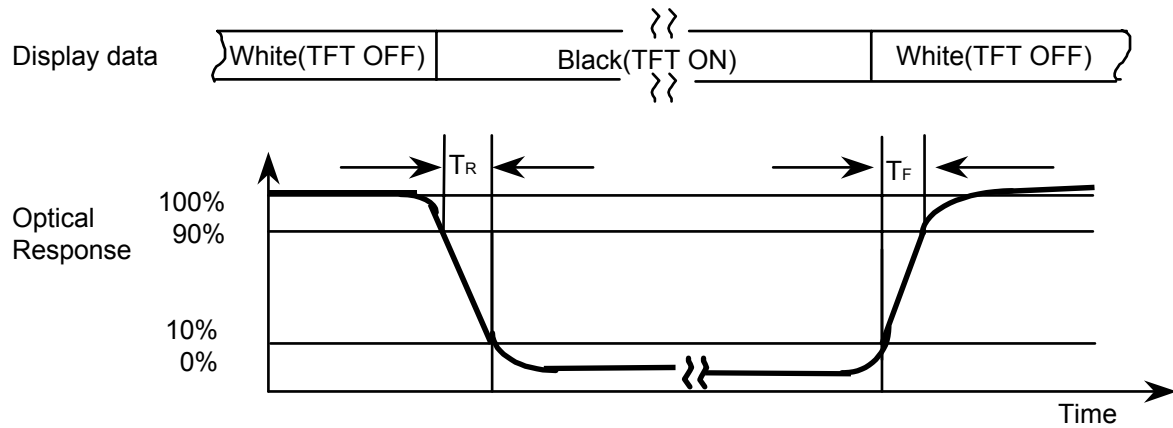 Display data
White(TFT OFF)
Black(TFT ON)
White(TFT OFF)
TR
TF
Optical
Response
100%
90%
10%
0%
Time